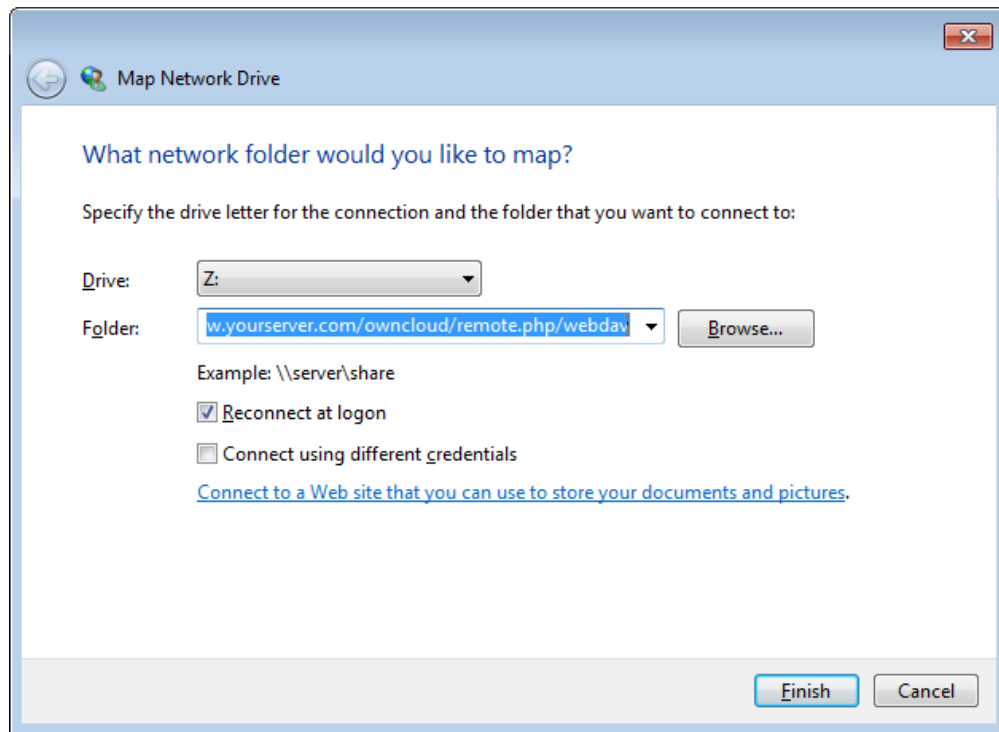 Map Network Drive
What network folder would you like to map?
Specify the drive letter for the connection and the folder that you want to connect to:
Drive: Z:
Folder: w.yourserver.com/owncloud/remote.php/webdav Browse...
Example: \\server\share
Reconnect at logon
Connect using different credentials
Connect to a Web site that you can use to store your documents and pictures.
Finish Cancel